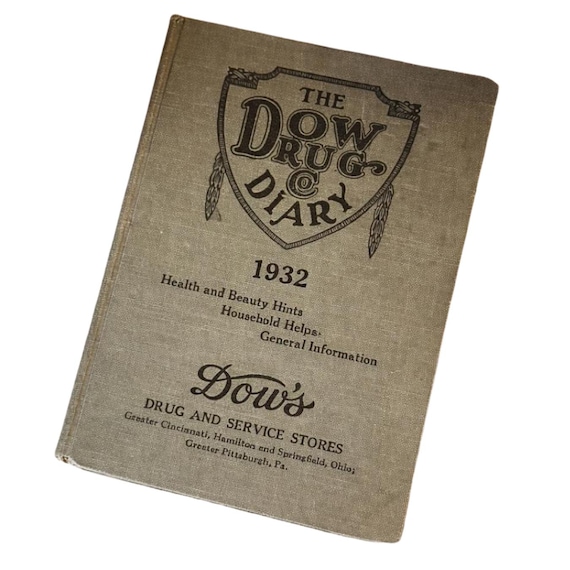 THE
DOW
DRUG
CO
DIARY
1932
Health and Beauty Hints
Household Helps.
General Information
Dow's
DRUG AND SERVICE STORES
Greater Cincinnati, Hamilton and Springfield, Ohio;
Greater Pittsburgh, Pa.